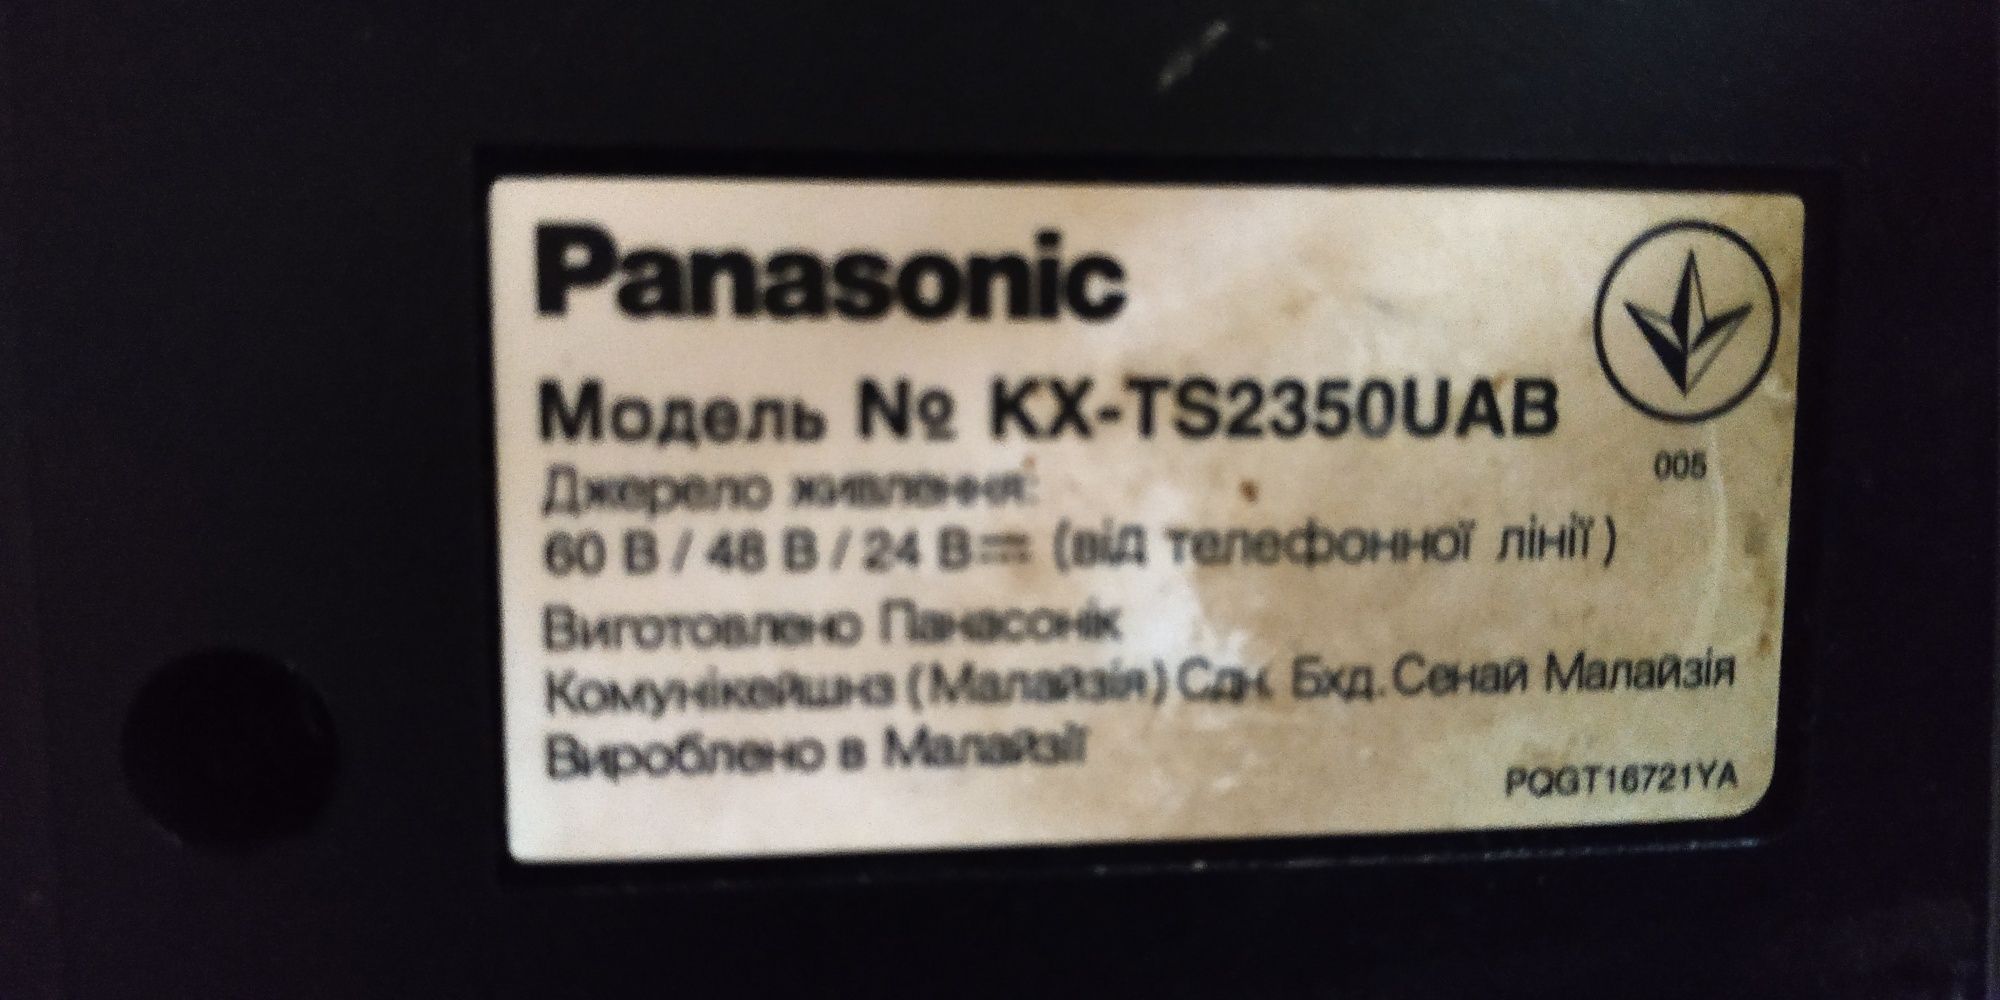 Panasonic
Модель № KX-TS2350UAB
005
Джерело живлення:
60 В / 48 В / 24 В⎓ (від телефонної лінії)
Виготовлено Панасонік
Комунікейшнз (Малайзія) Сдн. Бхд. Сенай Малайзія
Вироблено в Малайзії
PQGT16721YA